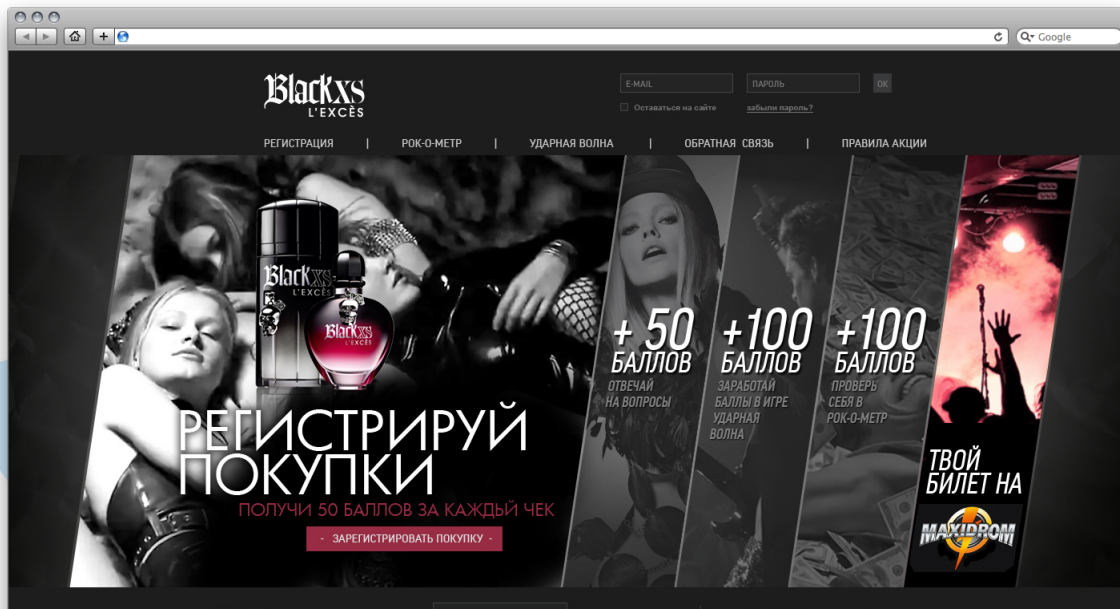 Google
Blackxs
L'EXCÈS
E-MAIL
ПАРОЛЬ
ОК
Оставаться на сайте
забыли пароль?
РЕГИСТРАЦИЯ | РОК-О-МЕТР | УДАРНАЯ ВОЛНА | ОБРАТНАЯ СВЯЗЬ | ПРАВИЛА АКЦИИ
BlackXS
L'EXCÈS
BlackXS
L'EXCÈS
РЕГИСТРИРУЙ
ПОКУПКИ
ПОЛУЧИ 50 БАЛЛОВ ЗА КАЖДЫЙ ЧЕК
- ЗАРЕГИСТРИРОВАТЬ ПОКУПКУ -
+ 50
БАЛЛОВ
ОТВЕЧАЙ
НА ВОПРОСЫ
+100
БАЛЛОВ
ЗАРАБОТАЙ
БАЛЛЫ В ИГРЕ
УДАРНАЯ
ВОЛНА
+100
БАЛЛОВ
ПРОВЕРЬ
СЕБЯ В
РОК-О-МЕТР
ТВОЙ
БИЛЕТ НА
MAXIDROM